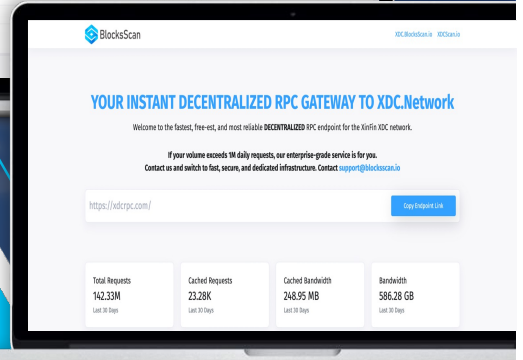 BlocksScan
XDC.BlocksScan.io XDCScan.io
YOUR INSTANT DECENTRALIZED RPC GATEWAY TO XDC.Network
Welcome to the fastest, free-est, and most reliable DECENTRALIZED RPC endpoint for the XinFin XDC network.
If your volume exceeds 1M daily requests, our enterprise-grade service is for you.
Contact us and switch to fast, secure, and dedicated infrastructure. Contact support@blocksscan.io
https://xdcrpc.com/
Copy Endpoint Link
Total Requests
142.33M
Last 30 Days
Cached Requests
23.28K
Last 30 Days
Cached Bandwidth
248.95 MB
Last 30 Days
Bandwidth
586.28 GB
Last 30 Days